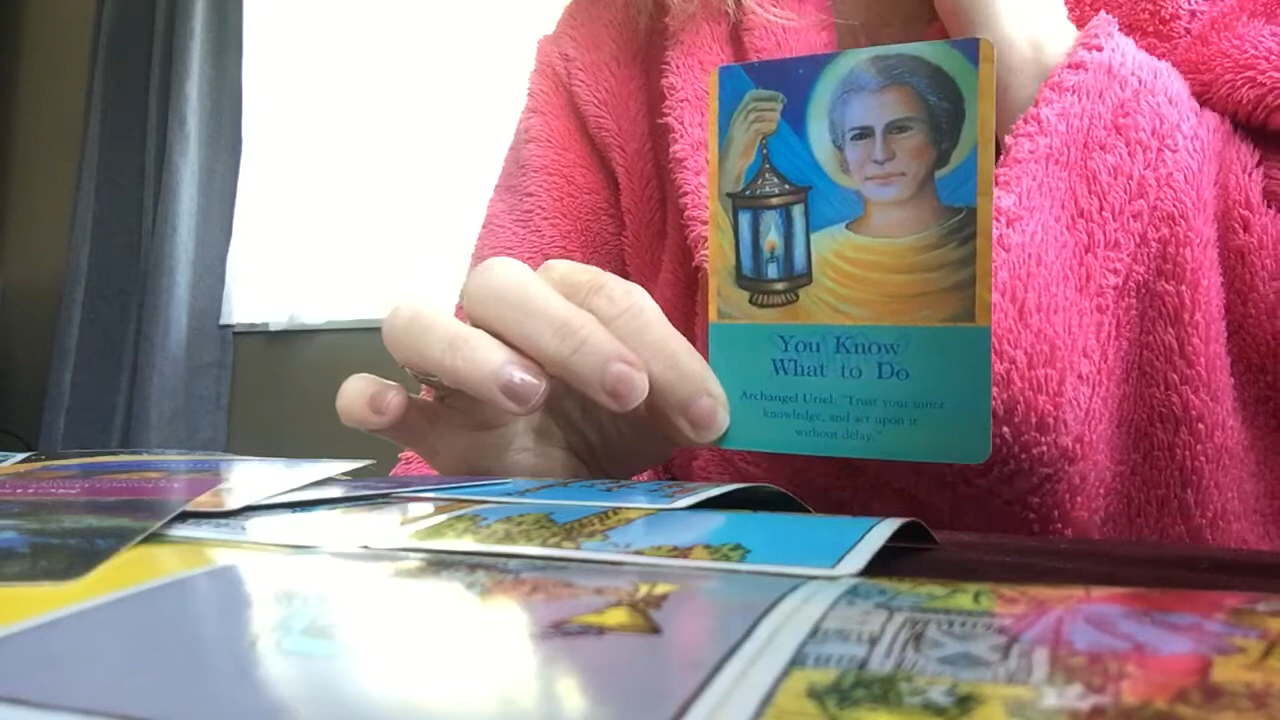 You Know
What to Do
Archangel Uriel: "Trust your inner
knowledge, and act upon it
without delay."